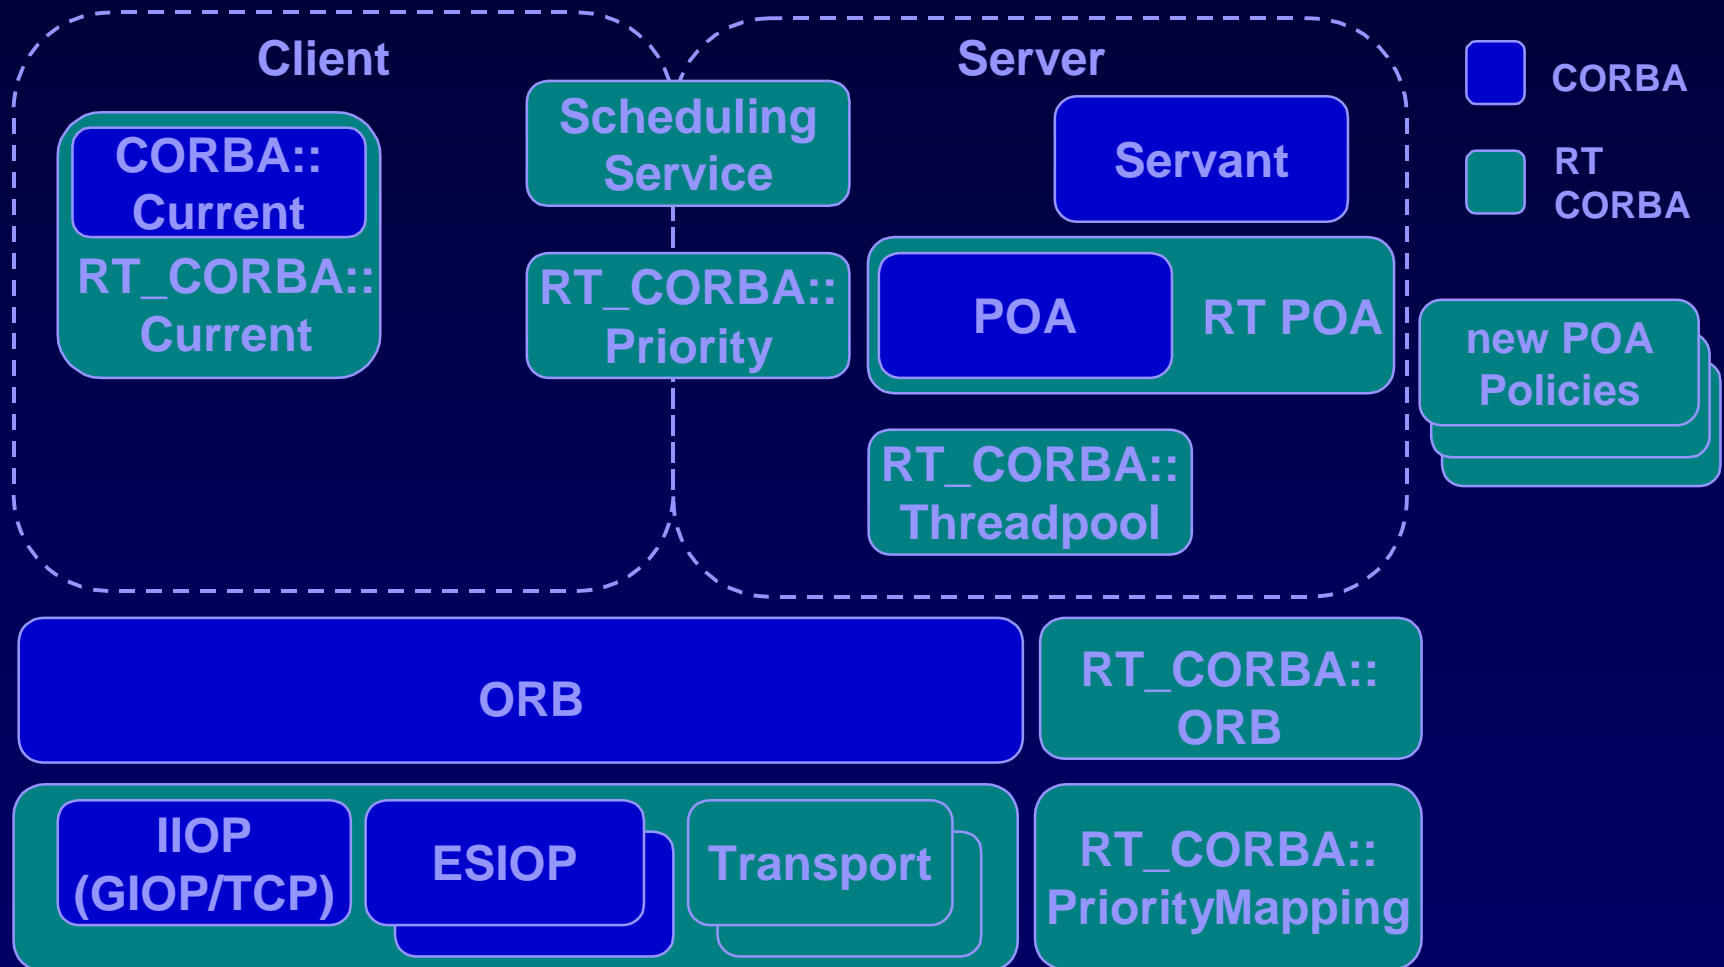 Client
CORBA::
Current
RT_CORBA::
Current
Scheduling
Service
RT_CORBA::
Priority
Server
Servant
POA
RT POA
RT_CORBA::
Threadpool
CORBA
RT
CORBA
new POA
Policies
ORB
RT_CORBA::
ORB
IIOP
(GIOP/TCP)
ESIOP
Transport
RT_CORBA::
PriorityMapping